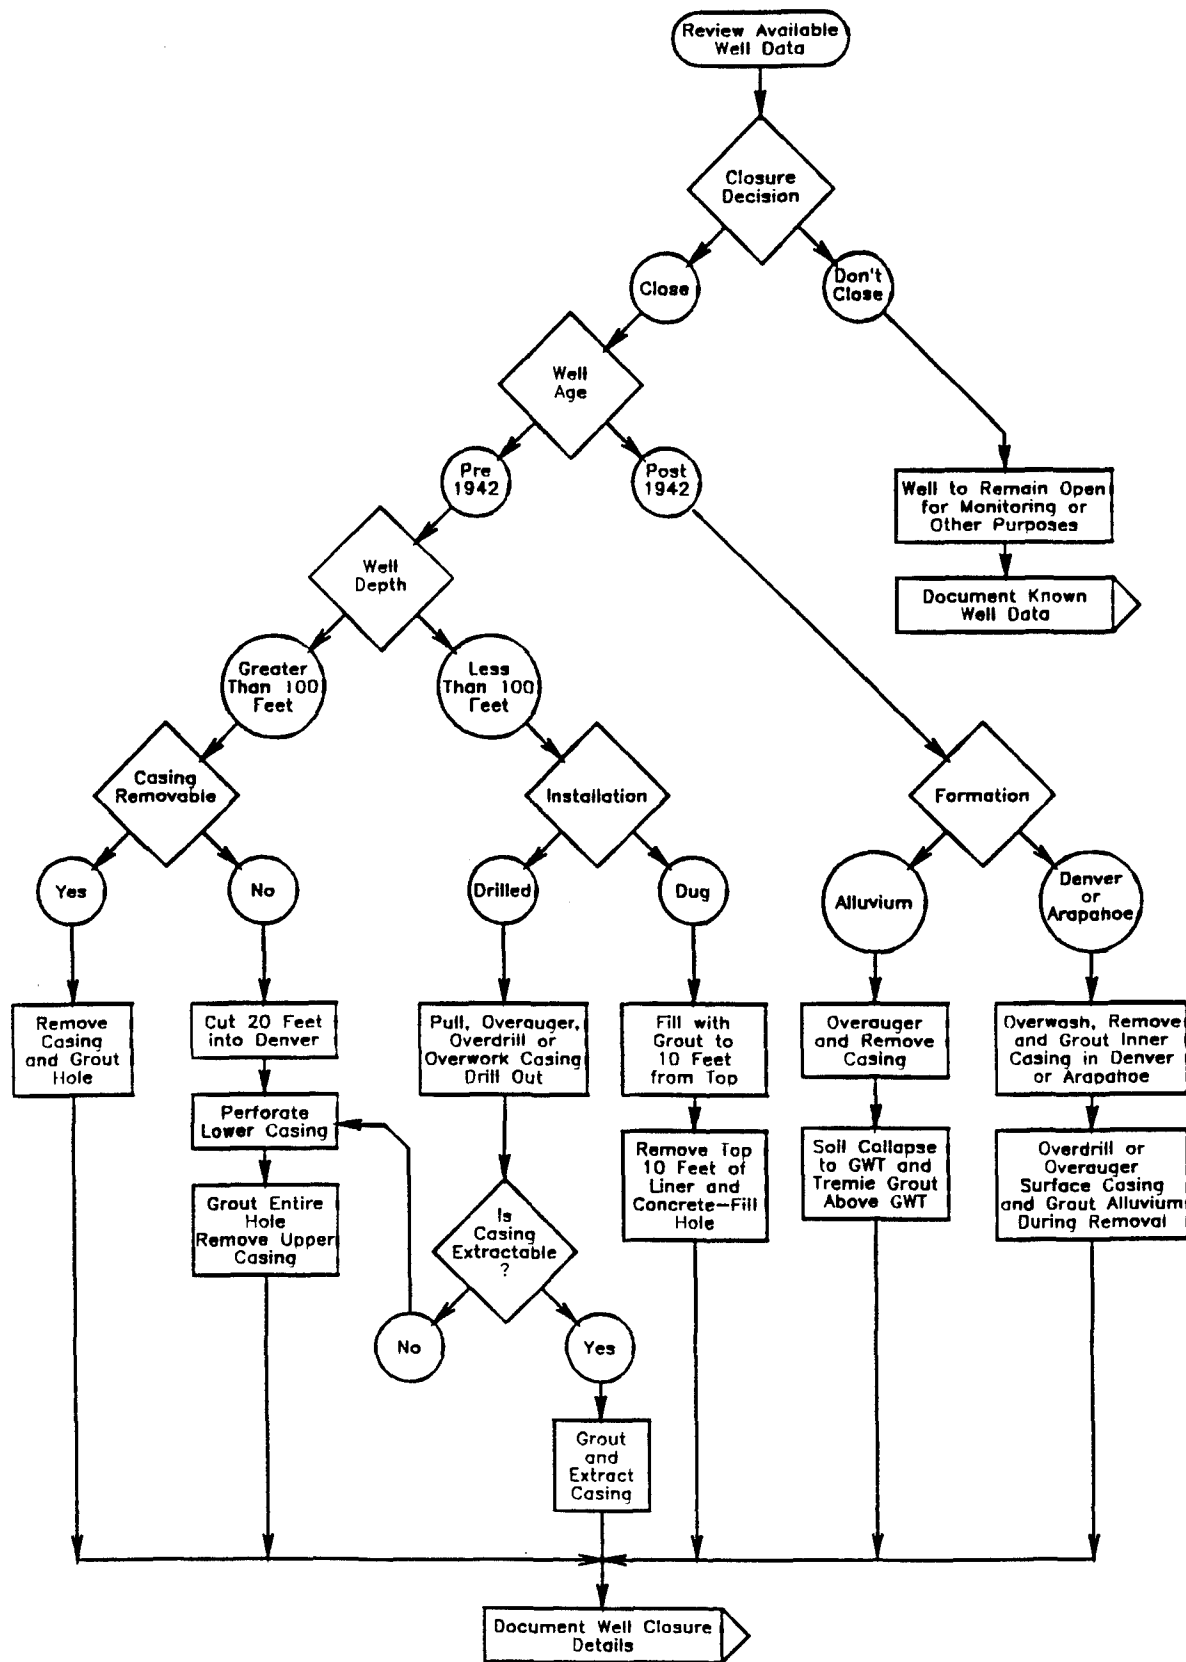 Review Available
Well Data
Closure
Decision
Close
Don't
Close
Well
Age
Pre
1942
Post
1942
Well to Remain Open
for Monitoring or
Other Purposes
Document Known
Well Data
Well
Depth
Greater
Than 100
Feet
Less
Than 100
Feet
Casing
Removable
Installation
Formation
Yes
No
Drilled
Dug
Alluvium
Denver
or
Arapahoe
Remove
Casing
and Grout
Hole
Cut 20 Feet
into Denver
Perforate
Lower Casing
Grout Entire
Hole
Remove Upper
Casing
Pull, Overauger,
Overdrill or
Overwork Casing
Drill Out
Is
Casing
Extractable
?
No
Yes
Grout
and
Extract
Casing
Fill with
Grout to
10 Feet
from Top
Remove Top
10 Feet of
Liner and
Concrete-Fill
Hole
Overauger
and Remove
Casing
Soil Collapse
to GWT and
Tremie Grout
Above GWT
Overwash, Remove
and Grout Inner
Casing in Denver
or Arapahoe
Overdrill or
Overauger
Surface Casing
and Grout Alluvium
During Removal
Document Well Closure
Details